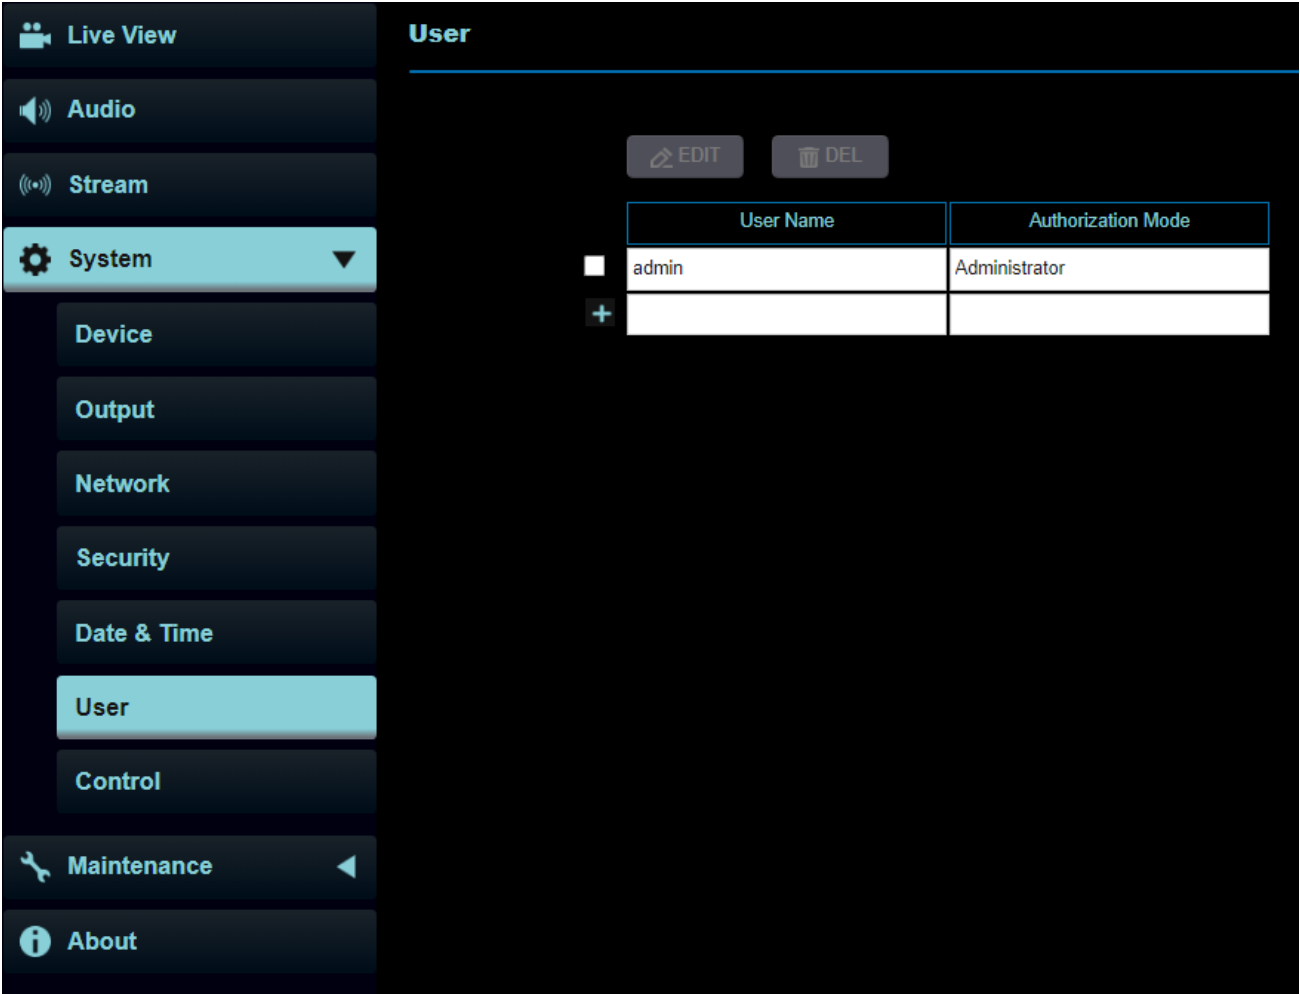 Live View
Audio
Stream
System
Device
Output
Network
Security
Date & Time
User
Control
Maintenance
About
User
EDIT DEL
User Name Authorization Mode
admin Administrator